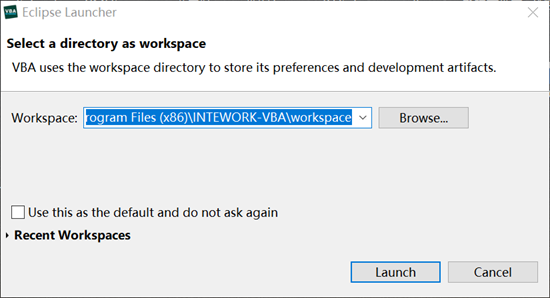 VBA Eclipse Launcher
Select a directory as workspace
VBA uses the workspace directory to store its preferences and development artifacts.
Workspace: rogram Files (x86)\INTEWORK-VBA\workspace Browse...
Use this as the default and do not ask again
Recent Workspaces
Launch Cancel